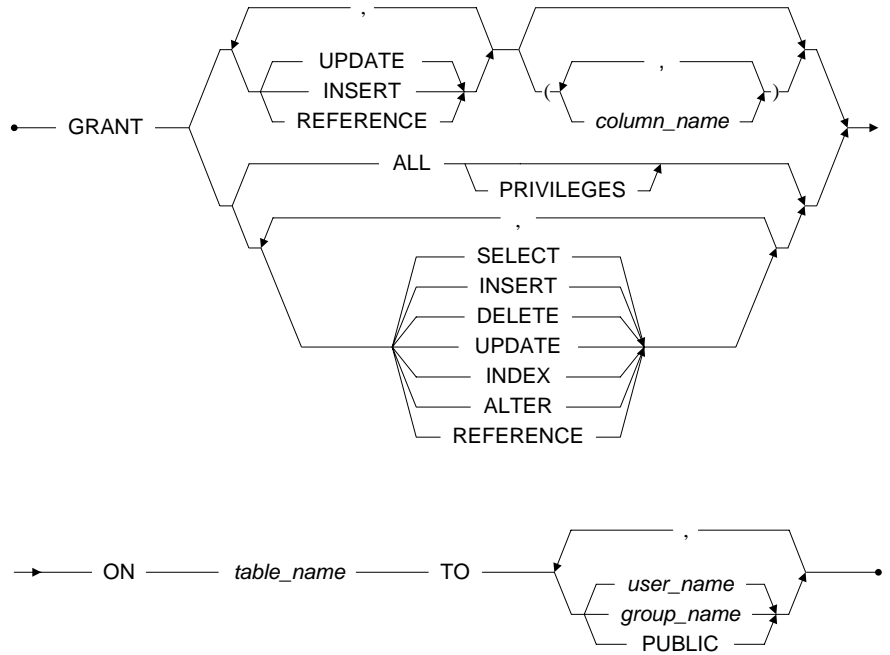 ,
UPDATE
INSERT
REFERENCE
( , )
column_name
GRANT
ALL
PRIVILEGES
,
SELECT
INSERT
DELETE
UPDATE
INDEX
ALTER
REFERENCE
,
ON table_name TO
user_name
group_name
PUBLIC